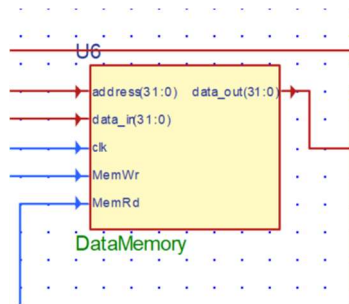 U6
address(31:0) data_out(31:0)
data_in(31:0)
clk
MemWr
MemRd
DataMemory